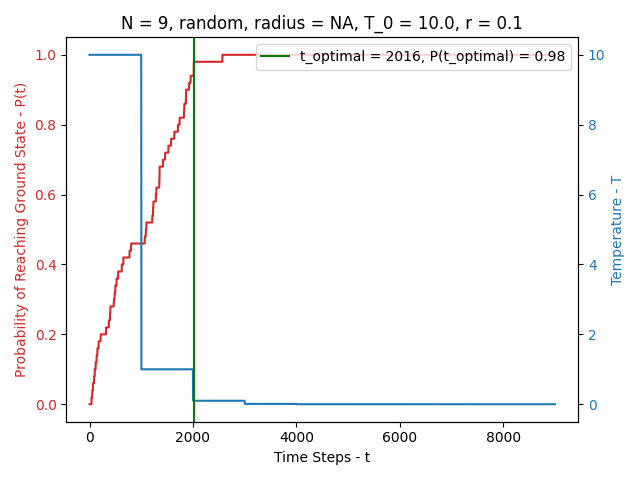 N = 9, random, radius = NA, T_0 = 10.0, r = 0.1
t_optimal = 2016, P(t_optimal) = 0.98
Probability of Reaching Ground State - P(t)
1.0
0.8
0.6
0.4
0.2
0.0
10
8
6
4
2
0
Temperature - T
0 2000 4000 6000 8000
Time Steps - t